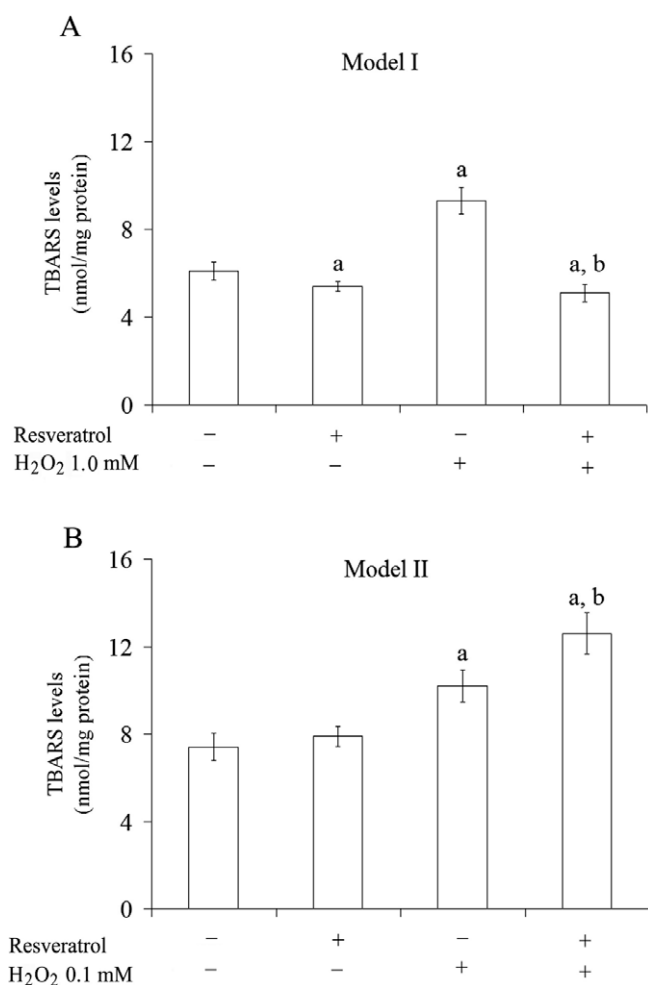 A
Model I
TBARS levels
(nmol/mg protein)
16
12
8
4
0
a
a
a, b
Resveratrol − + − +
H₂O₂ 1.0 mM − − + +
B
Model II
TBARS levels
(nmol/mg protein)
16
12
8
4
0
a
a, b
Resveratrol − + − +
H₂O₂ 0.1 mM − − + +